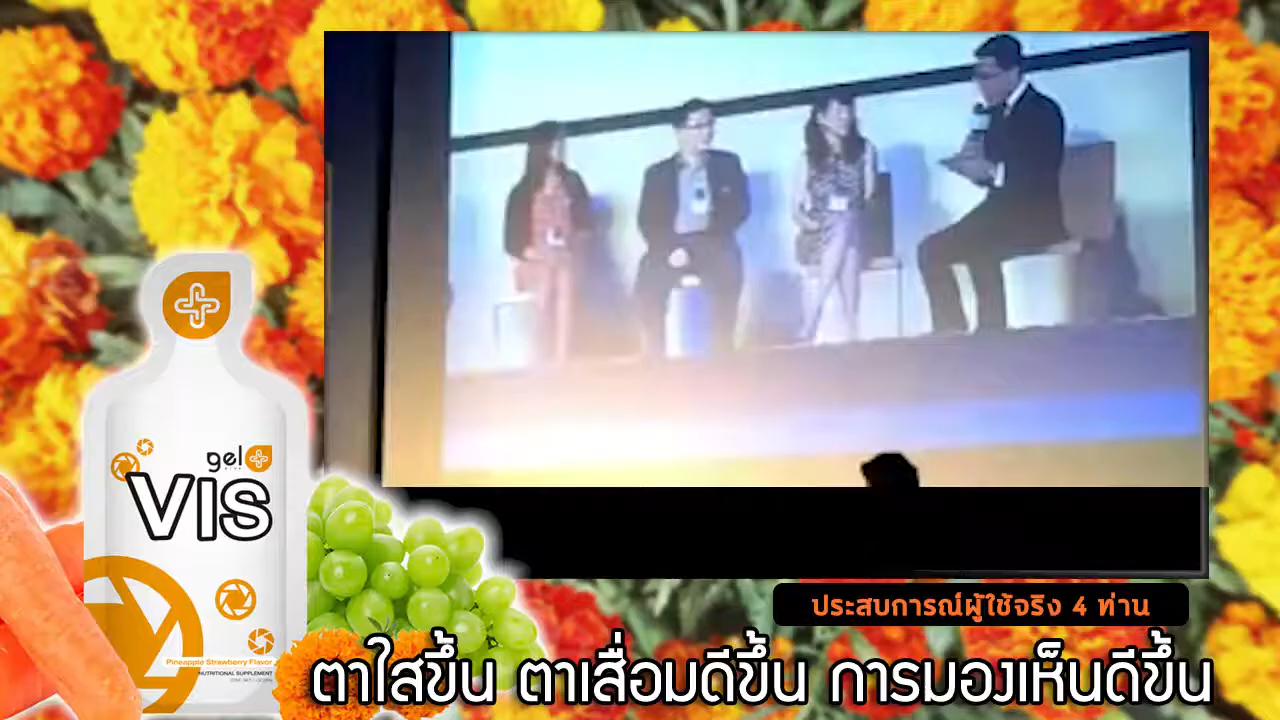 gel
VIS
Pineapple Strawberry Flavor
NUTRITIONAL SUPPLEMENT
ประสบการณ์ผู้ใช้จริง 4 ท่าน
ตาใสขึ้น ตาเสื่อมดีขึ้น การมองเห็นดีขึ้น